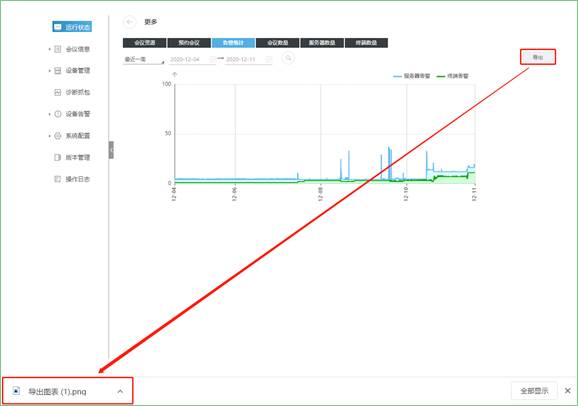 运行状态
更多
会议信息
设备管理
诊断抓包
设备告警
系统配置
版本管理
操作日志
会议资源 预约会议 告警统计 会议数量 服务器数量 终端数量
最近一周 2020-12-04 2020-12-11
导出
服务器告警 终端告警
100
50
0
12-04 12-06 12-08 12-10 12-11
导出图表 (1).png
全部显示